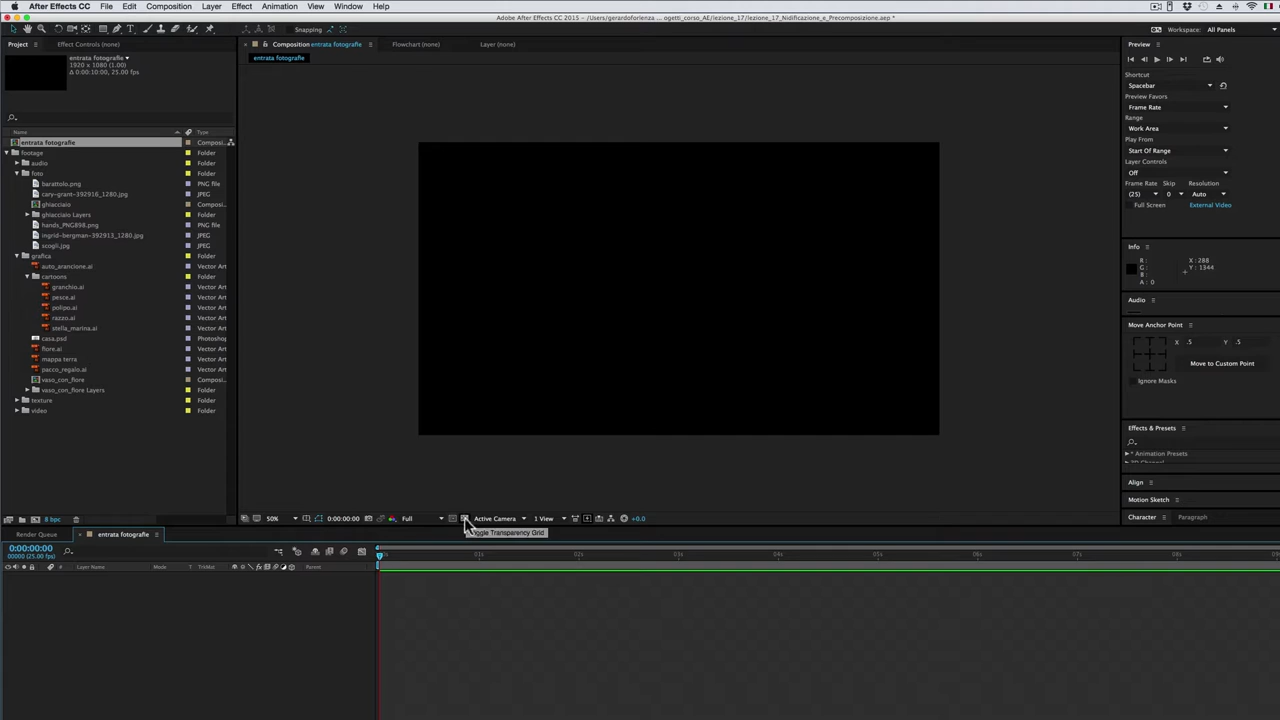 After Effects CC File Edit Composition Layer Effect Animation View Window Help
Adobe After Effects CC 2015 - /Users/gerardoforienza ... ogetti_corso_AE/lezione_17/lezione_17_Nidificazione_e_Precomposizione.aep *
Snapping
Workspace: All Panels
Project
Effect Controls (none)
Composition entrata fotografie
Flowchart (none)
Layer (none)
entrata fotografie
entrata fotografie
1920 x 1080 (1.00)
Δ 0:00:10:00, 25.00 fps
Name Type
entrata fotografie Composi...
footage Folder
audio Folder
foto Folder
barattolo.png PNG file
cary-grant-392916_1280.jpg JPEG
ghiacciaio Composi...
ghiacciaio Layers Folder
hands_PNG898.png PNG file
ingrid-bergman-392913_1280.jpg JPEG
scogli.jpg JPEG
grafica Folder
auto_arancione.ai Vector Art
cartoons Folder
granchio.ai Vector Art
pesce.ai Vector Art
polipo.ai Vector Art
razzo.ai Vector Art
stella_marina.ai Vector Art
casa.psd Photoshop
fiore.ai Vector Art
mappa terra Vector Art
pacco_regalo.ai Vector Art
vaso_con_fiore Composi...
vaso_con_fiore Layers Folder
texture Folder
video Folder
8 bpc
50% 0:00:00:00 Full Active Camera 1 View +0.0
Toggle Transparency Grid
Preview
Shortcut
Spacebar
Preview Favors
Frame Rate
Range
Work Area
Play From
Start Of Range
Layer Controls
Off
Frame Rate Skip Resolution
(25) 0 Auto
Full Screen External Video
Info
R : X : 288
G : Y : 1344
B :
A : 0
Audio
Move Anchor Point
X .5 Y .5
Move to Custom Point
Ignore Masks
Effects & Presets
* Animation Presets
Align
Motion Sketch
Character Paragraph
Render Queue entrata fotografie
0:00:00:00
00000 (25.00 fps)
01s 02s 03s 04s 05s 06s 07s 08s
Layer Name Mode T TrkMat Parent